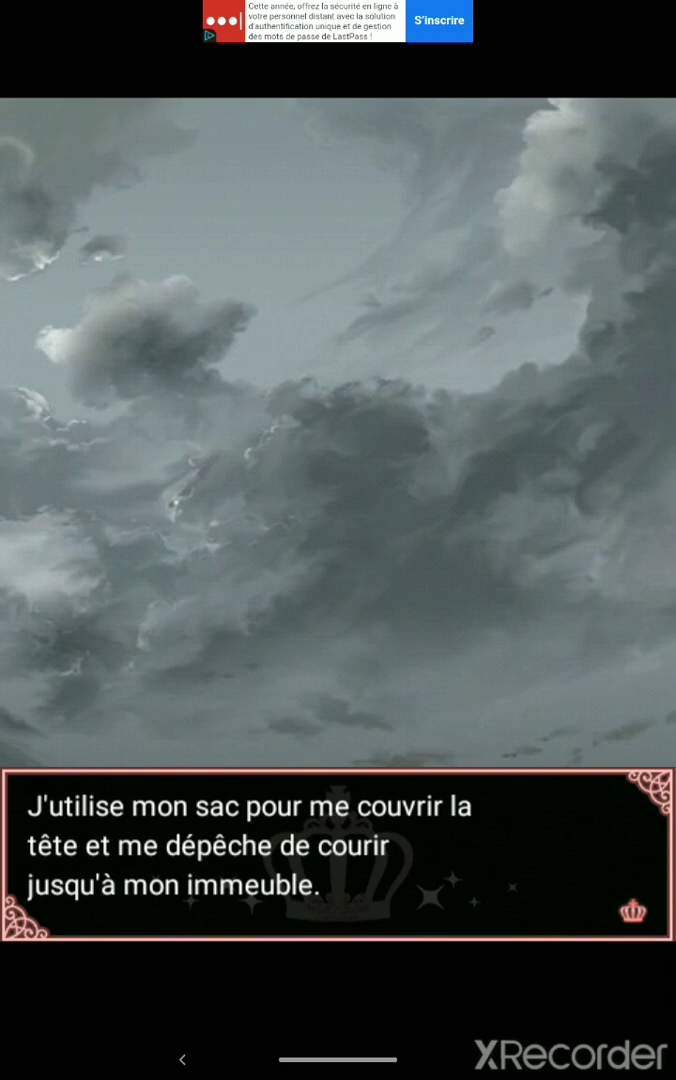 Cette année, offrez la sécurité en ligne à
votre personnel distant avec la solution
d'authentification unique et de gestion
des mots de passe de LastPass !
S'inscrire
J'utilise mon sac pour me couvrir la
tête et me dépêche de courir
jusqu'à mon immeuble.
XRecorder